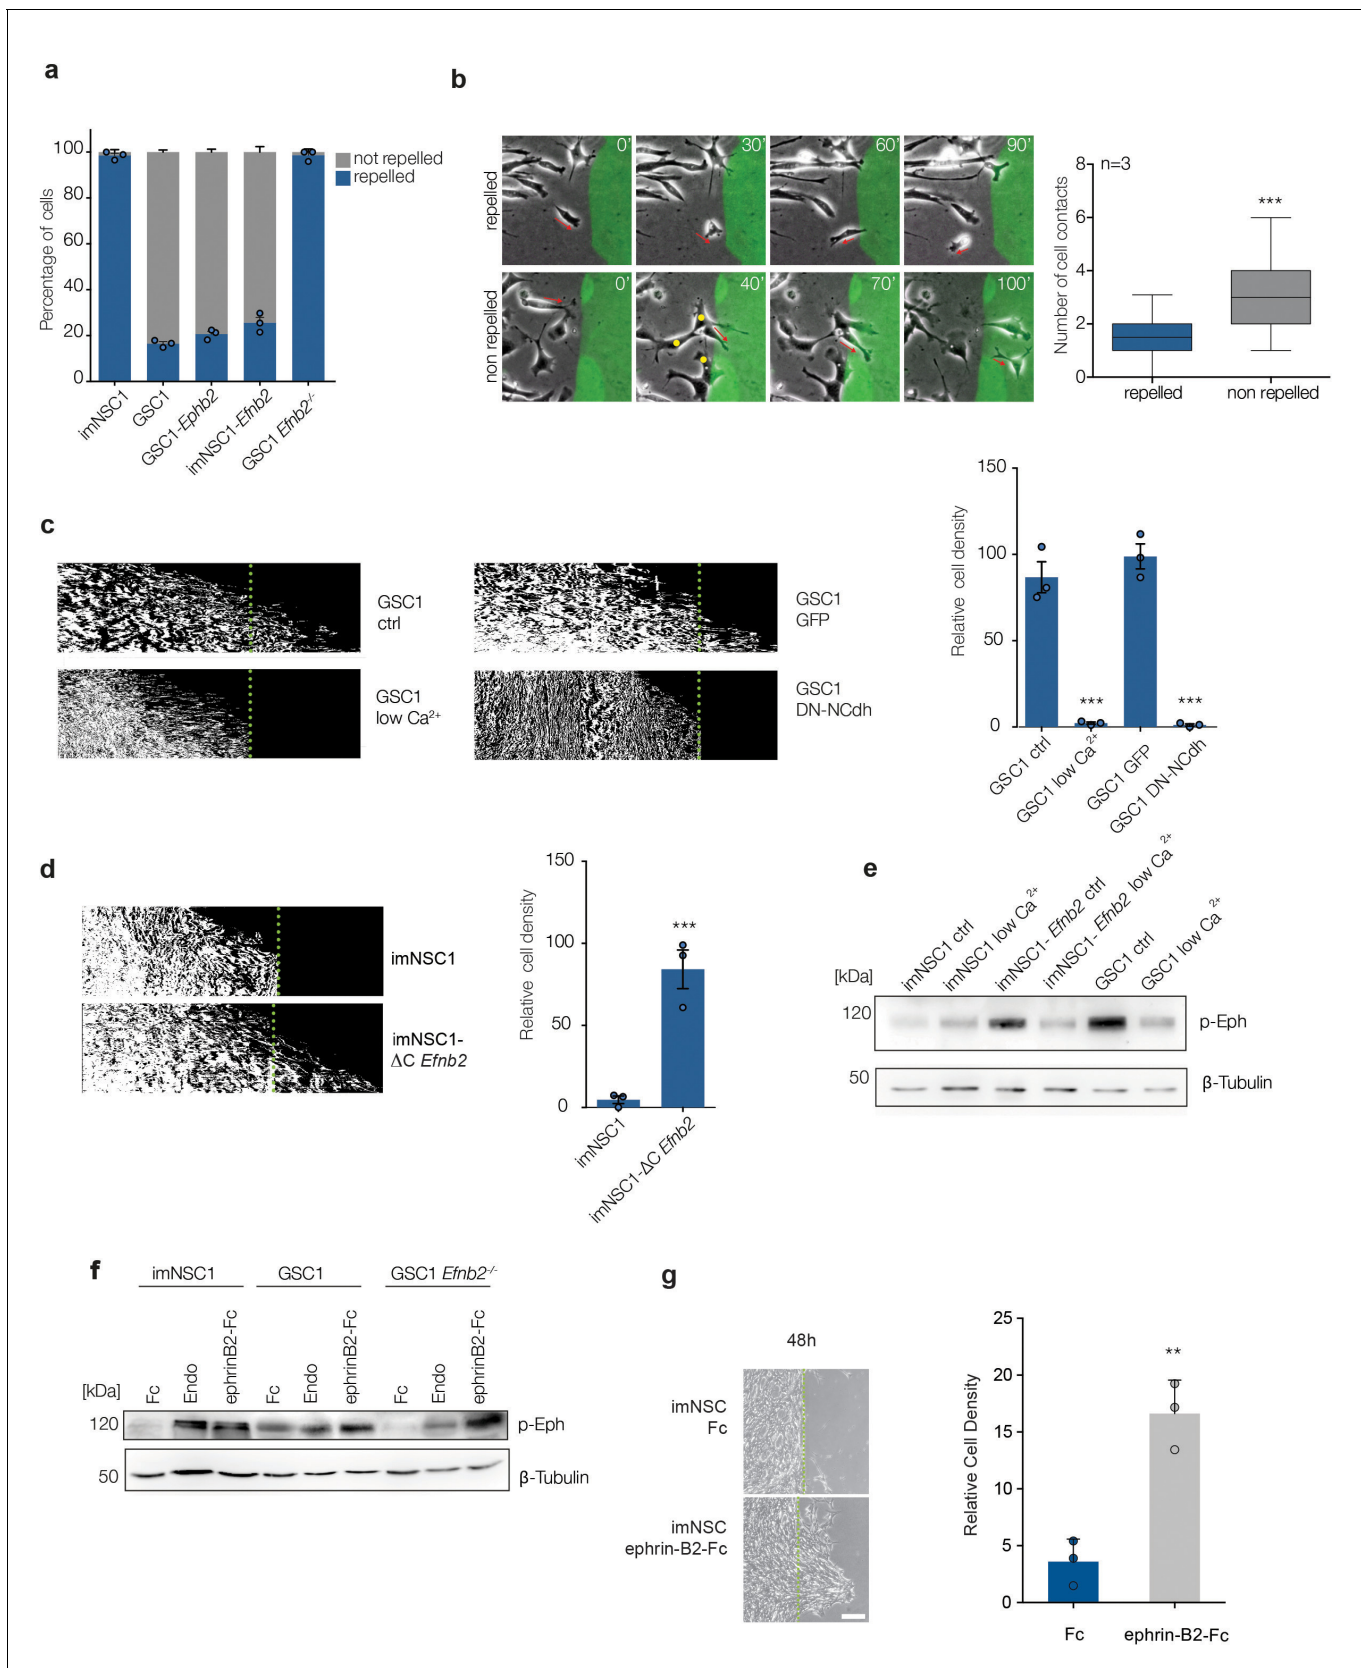 a
100
80
60
40
20
0
Percentage of cells
not repelled
repelled
imNSC1
GSC1
GSC1-Ephb2
imNSC1-Efnb2
GSC1 Efnb2-/-
b
repelled
0'
30'
60'
90'
non repelled
0'
40'
70'
100'
n=3
***
8
6
4
2
0
Number of cell contacts
repelled
non repelled
c
GSC1
ctrl
GSC1
low Ca2+
GSC1
GFP
GSC1
DN-NCdh
150
100
50
0
Relative cell density
***
***
GSC1 ctrl
GSC1 low Ca2+
GSC1 GFP
GSC1 DN-NCdh
d
imNSC1
imNSC1-
ΔC Efnb2
150
100
50
0
Relative cell density
***
imNSC1
imNSC1-ΔC Efnb2
e
imNSC1 ctrl
imNSC1 low Ca2+
imNSC1- Efnb2 ctrl
imNSC1- Efnb2 low Ca2+
GSC1 ctrl
GSC1 low Ca2+
[kDa]
120
p-Eph
50
β-Tubulin
f
imNSC1
GSC1
GSC1 Efnb2-/-
Fc
Endo
ephrinB2-Fc
Fc
Endo
ephrinB2-Fc
Fc
Endo
ephrinB2-Fc
[kDa]
120
p-Eph
50
β-Tubulin
g
48h
imNSC
Fc
imNSC
ephrin-B2-Fc
25
20
15
10
5
0
Relative Cell Density
**
Fc
ephrin-B2-Fc